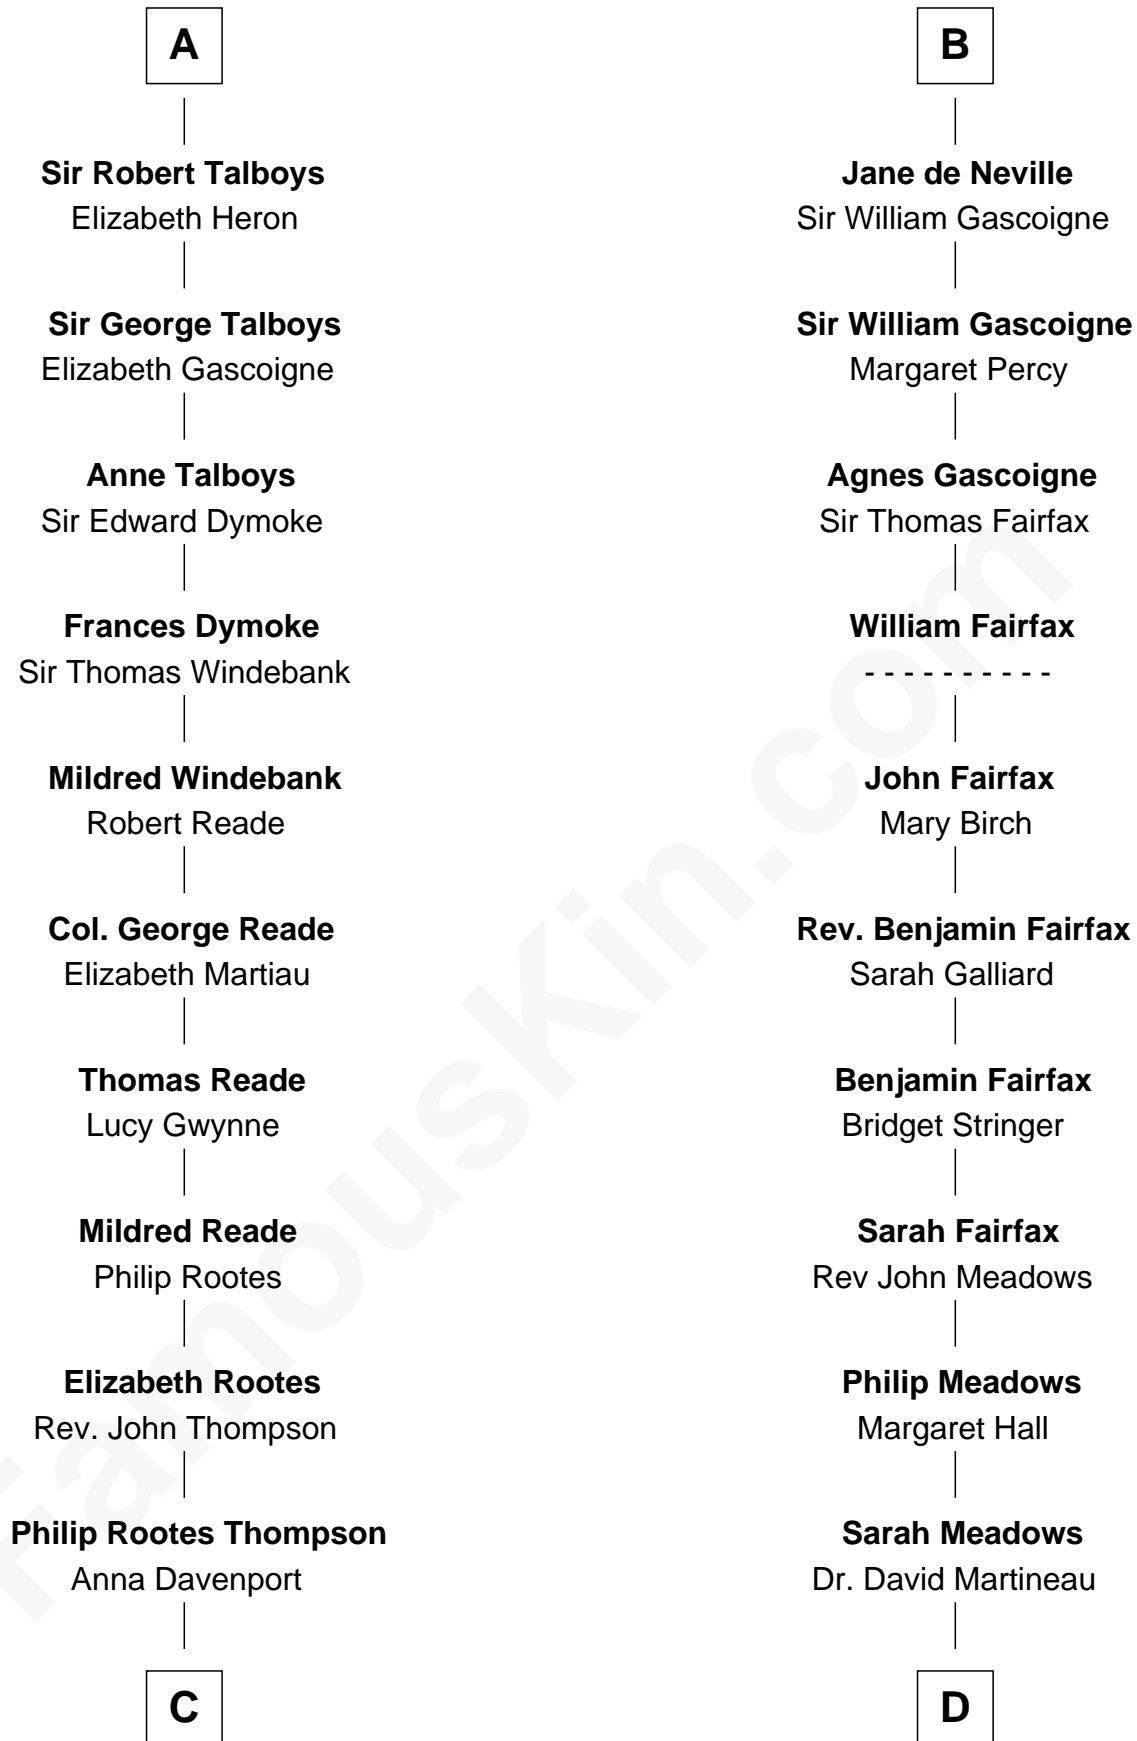 A
Sir Robert Talboys
Elizabeth Heron
Sir George Talboys
Elizabeth Gascoigne
Anne Talboys
Sir Edward Dymoke
Frances Dymoke
Sir Thomas Windebank
Mildred Windebank
Robert Reade
Col. George Reade
Elizabeth Martiau
Thomas Reade
Lucy Gwynne
Mildred Reade
Philip Rootes
Elizabeth Rootes
Rev. John Thompson
Philip Rootes Thompson
Anna Davenport
C
B
Jane de Neville
Sir William Gascoigne
Sir William Gascoigne
Margaret Percy
Agnes Gascoigne
Sir Thomas Fairfax
William Fairfax
- - - - - - - - - -
John Fairfax
Mary Birch
Rev. Benjamin Fairfax
Sarah Galliard
Benjamin Fairfax
Bridget Stringer
Sarah Fairfax
Rev John Meadows
Philip Meadows
Margaret Hall
Sarah Meadows
Dr. David Martineau
D
FamousKin.com